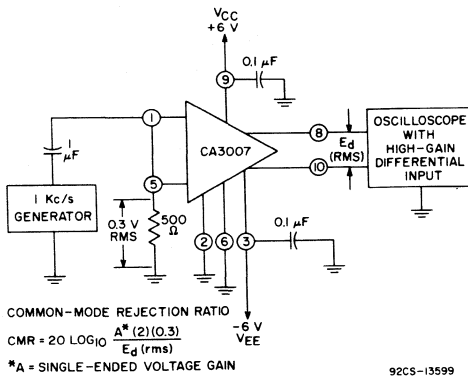 VCC
+6 V
0.1 µF
9
1
8
1
µF
CA3007
Ed
(RMS)
OSCILLOSCOPE
WITH
HIGH-GAIN
DIFFERENTIAL
INPUT
10
5
1 Kc/s
GENERATOR
0.3 V
RMS
500
Ω
2
6
3
0.1 µF
-6 V
VEE
COMMON-MODE REJECTION RATIO
CMR = 20 LOG10 A* (2)(0.3) / Ed (rms)
*A = SINGLE-ENDED VOLTAGE GAIN
92CS-13599